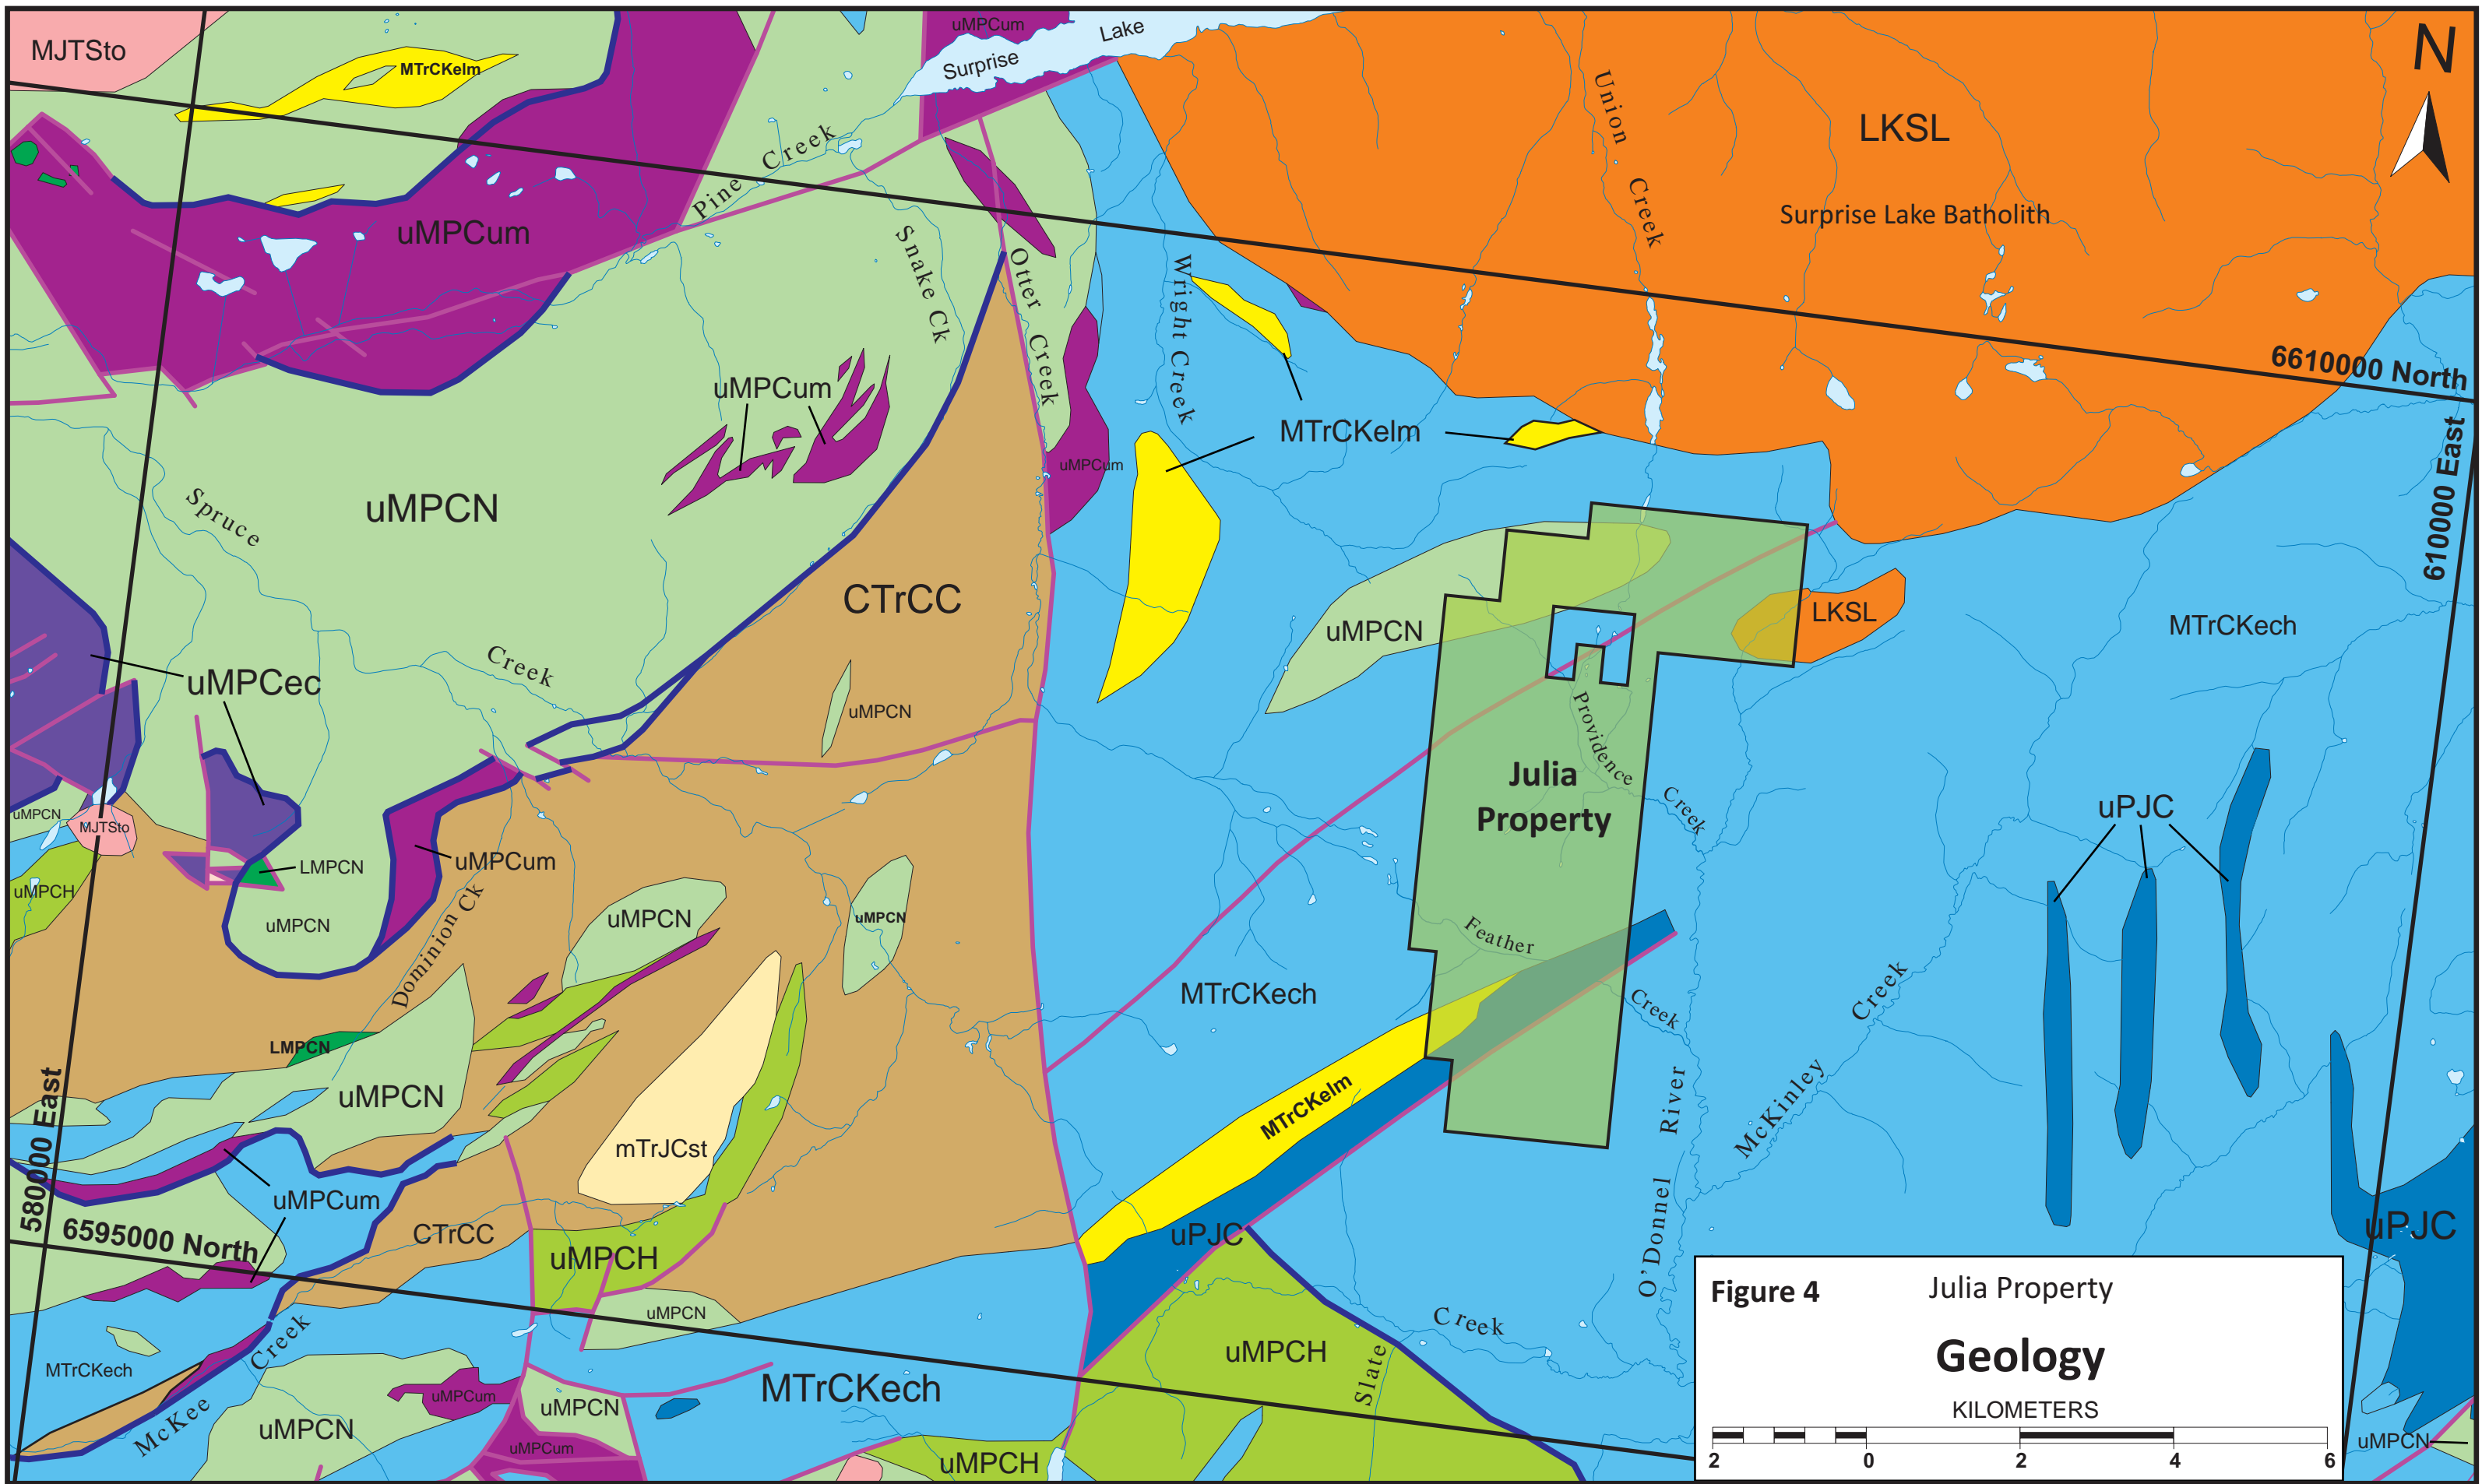 MJTSto
MTrCKelm
uMPCum
Surprise
Lake
N
LKSL
Surprise Lake Batholith
Union
Creek
Pine
Creek
uMPCum
Snake Ck
Otter
Creek
Wright Creek
6610000 North
610000 East
uMPCum
MTrCKelm
uMPCum
uMPCN
Spruce
Creek
CTrCC
uMPCN
LKSL
MTrCKech
uMPCec
uMPCN
Providence
Creek
Julia
Property
uPJC
uMPCN
MJTSto
uMPCum
LMPCN
uMPCH
uMPCN
Dominion Ck
uMPCN
uMPCN
Feather
Creek
MTrCKech
McKinley
Creek
LMPCN
uMPCN
580000 East
MTrCKelm
O'Donnel
River
mTrJCst
uMPCum
6595000 North
CTrCC
uMPCH
uPJC
uPJC
uMPCN
Slate
Creek
uMPCH
MTrCKech
McKee
Creek
uMPCum
uMPCN
MTrCKech
uMPCN
uMPCum
uMPCH
uMPCN
Figure 4
Julia Property
Geology
KILOMETERS
2 0 2 4 6